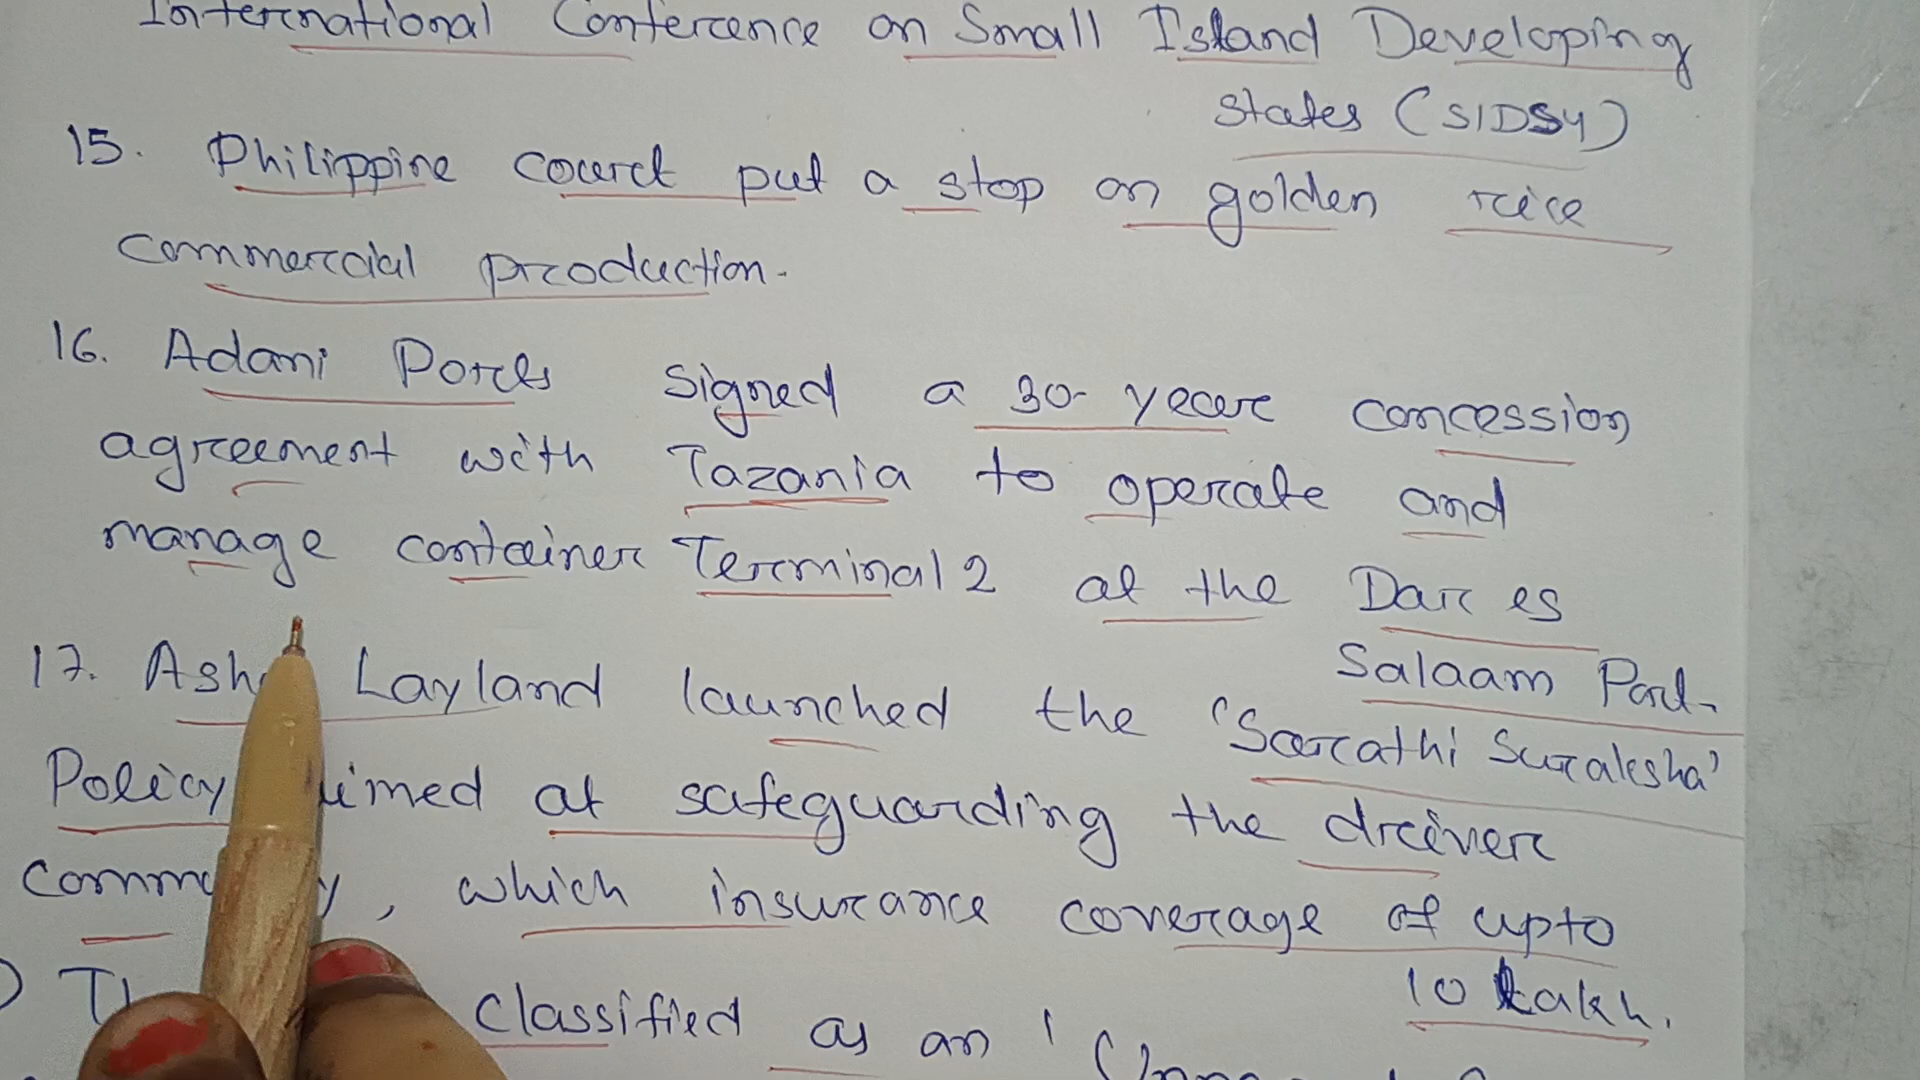 International Conference on Small Island Developing
States (SIDS4)
15. Philippine court put a stop on golden rice
commercial production.
16. Adani Ports signed a 30-year concession
agreement with Tazania to operate and
manage container Terminal 2 at the Dar es
Salaam Port.
17. Ash Layland launched the 'Sarathi Suraksha'
Policy aimed at safeguarding the driver
comm y, which insurance coverage of upto
10 Lakh.
classified as an '